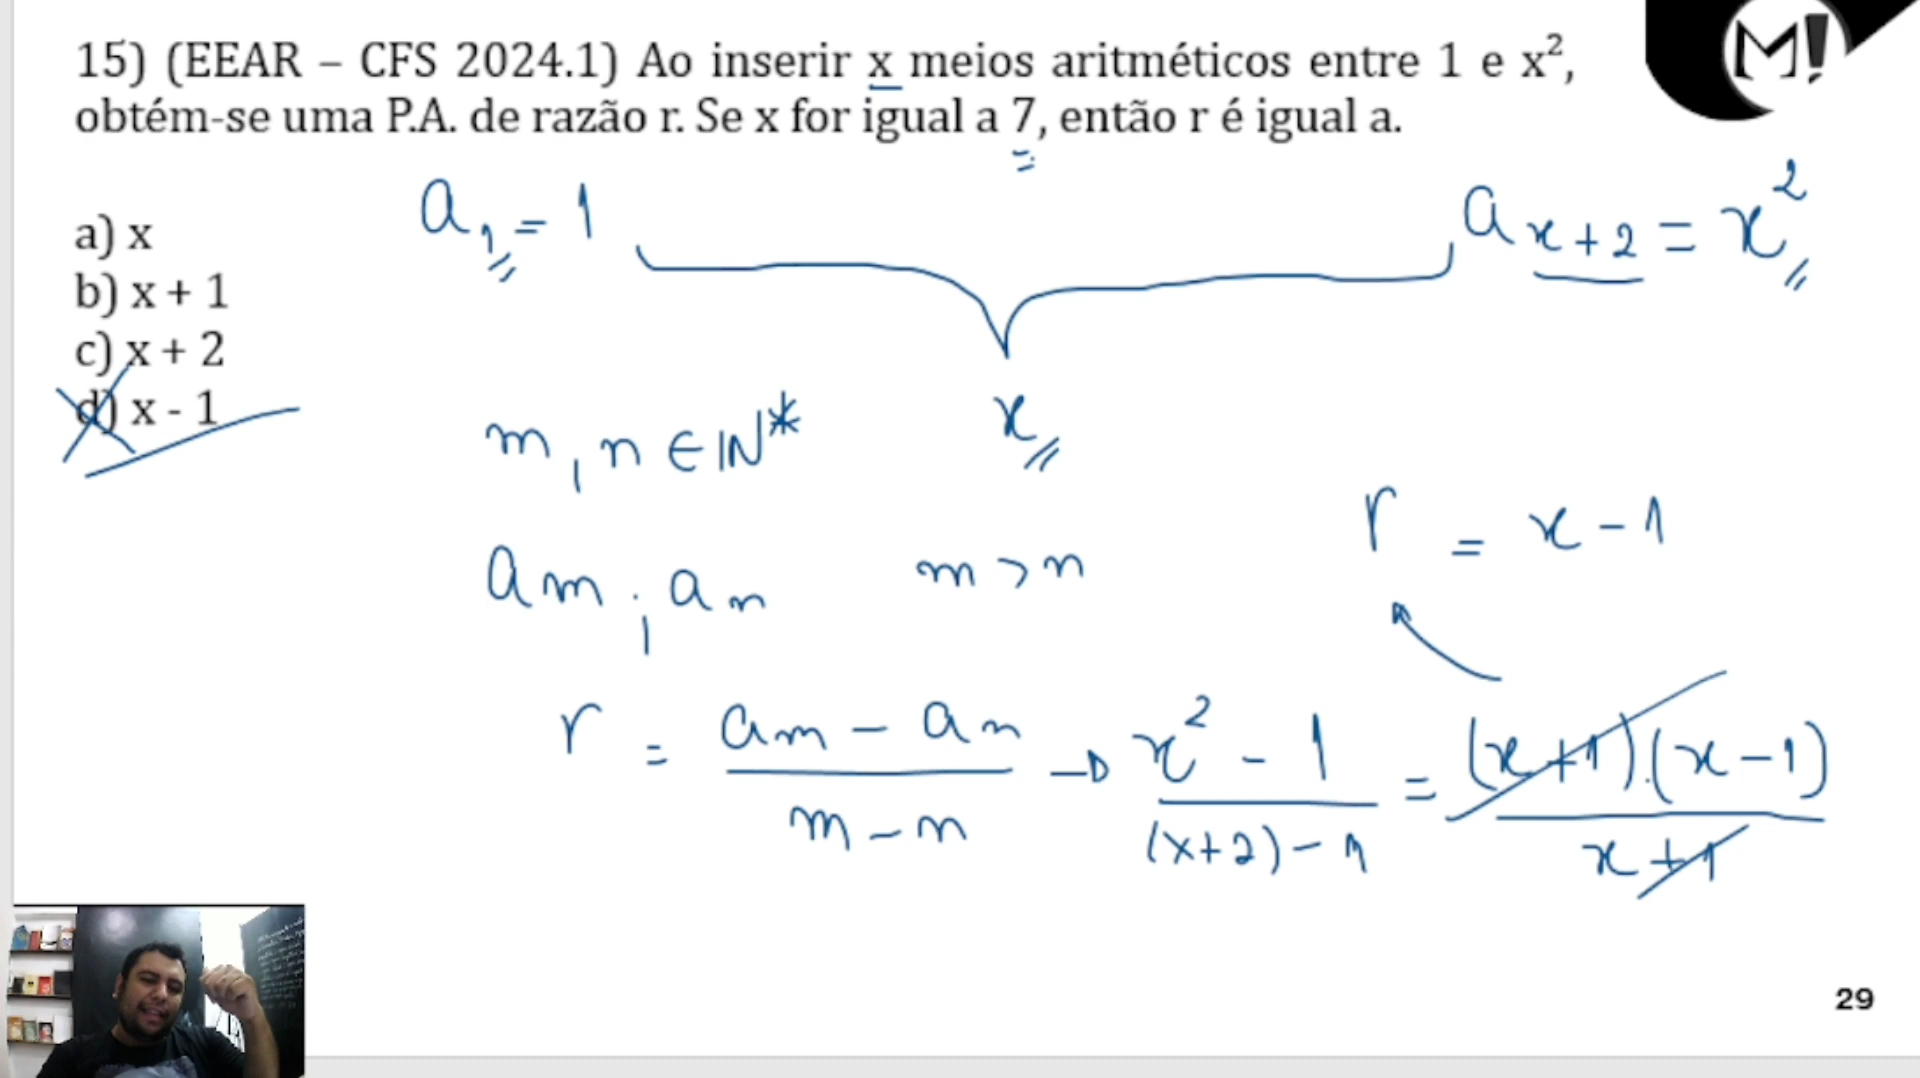 15) (EEAR – CFS 2024.1) Ao inserir x meios aritméticos entre 1 e x²,
obtém-se uma P.A. de razão r. Se x for igual a 7, então r é igual a.
M!
a) x
b) x + 1
c) x + 2
d) x - 1
a₁ = 1
aₓ₊₂ = x²
x
m, n ∈ ℕ*
am ; an
m > n
r = x - 1
r = am - an / m - n → x² - 1 / (x+2) - 1 = (x+1).(x-1) / x+1
29